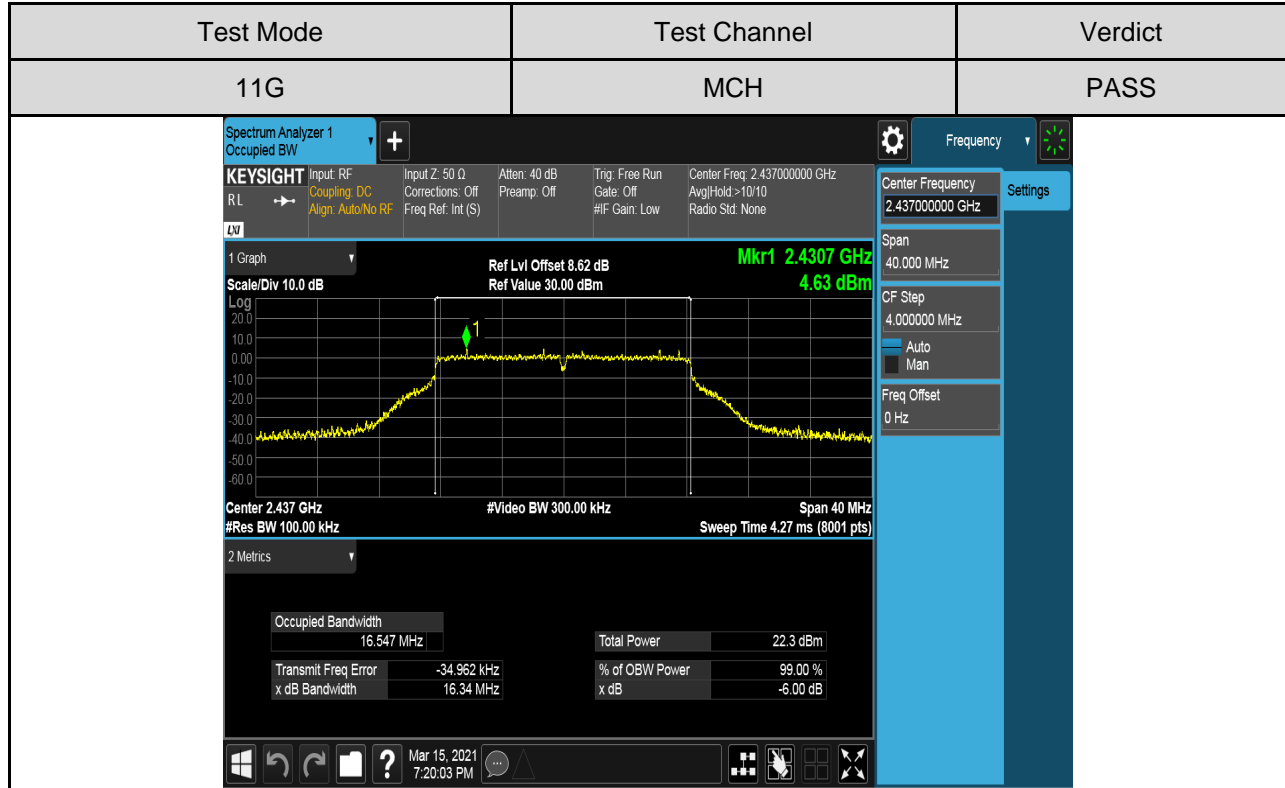 Test Mode Test Channel Verdict
11G MCH PASS
Spectrum Analyzer 1
Occupied BW
+
Frequency
KEYSIGHT Input: RF Input Z: 50 Ω Atten: 40 dB Trig: Free Run Center Freq: 2.437000000 GHz
RL Coupling: DC Corrections: Off Preamp: Off Gate: Off Avg|Hold:>10/10
Align: Auto/No RF Freq Ref: Int (S) #IF Gain: Low Radio Std: None
LXI
Center Frequency
2.437000000 GHz
Settings
Span
40.000 MHz
CF Step
4.000000 MHz
Auto
Man
Freq Offset
0 Hz
1 Graph
Ref Lvl Offset 8.62 dB
Mkr1 2.4307 GHz
Scale/Div 10.0 dB Ref Value 30.00 dBm 4.63 dBm
Log
20.0
1
10.0
0.00
-10.0
-20.0
-30.0
-40.0
-50.0
-60.0
Center 2.437 GHz #Video BW 300.00 kHz Span 40 MHz
#Res BW 100.00 kHz Sweep Time 4.27 ms (8001 pts)
2 Metrics
Occupied Bandwidth
16.547 MHz Total Power 22.3 dBm
Transmit Freq Error -34.962 kHz % of OBW Power 99.00 %
x dB Bandwidth 16.34 MHz x dB -6.00 dB
?
Mar 15, 2021
7:20:03 PM